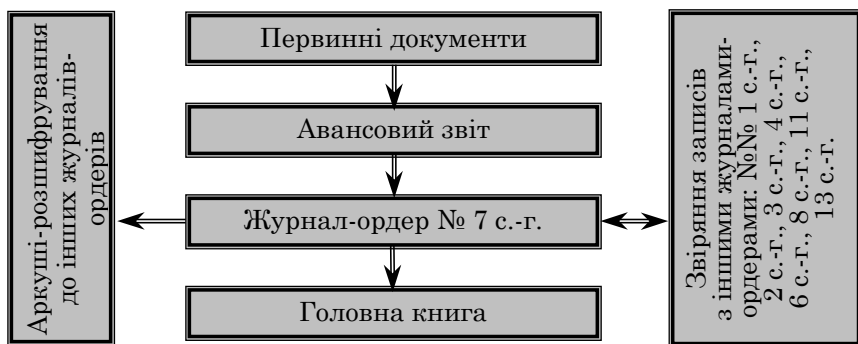 Аркуші-розшифрування
до інших журналів-
ордерів
Первинні документи
Авансовий звіт
Журнал-ордер № 7 с.-г.
Головна книга
Звіряння записів
з іншими журналами-
ордерами: №№ 1 с.-г.,
2 с.-г., 3 с.-г., 4 с.-г.,
6 с.-г., 8 с.-г., 11 с.-г.,
13 с.-г.